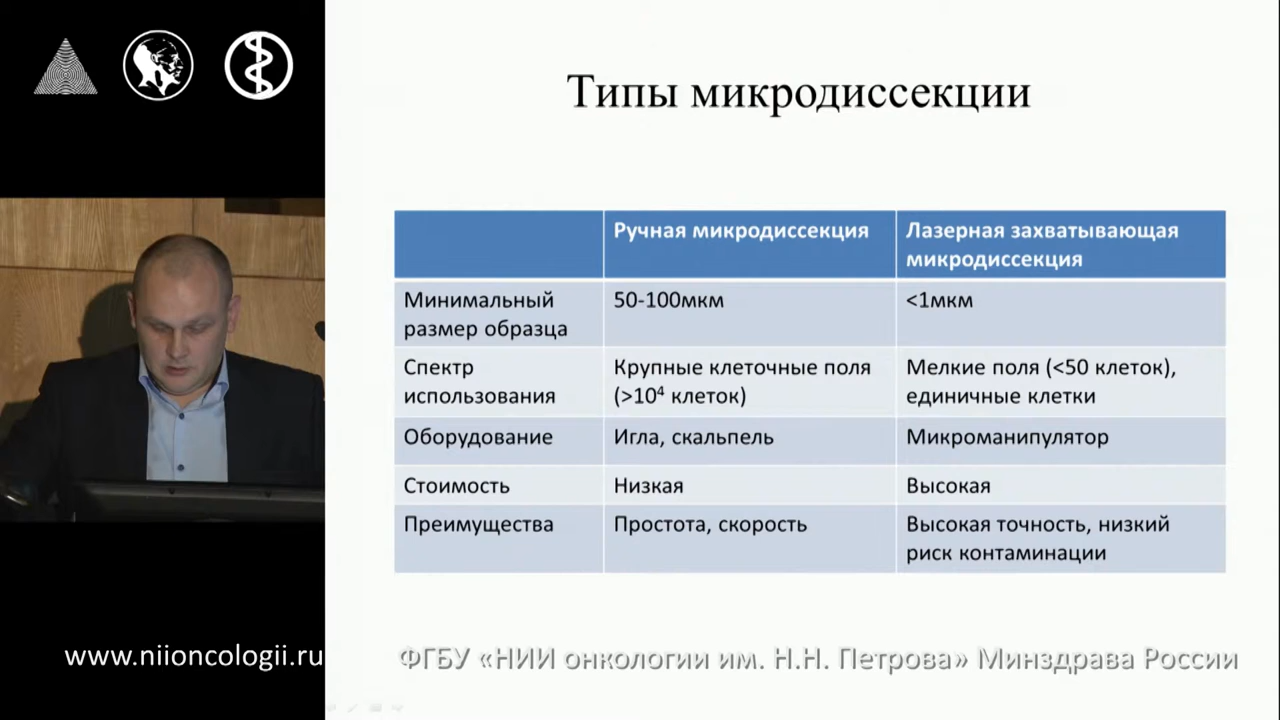 Типы микродиссекции
Ручная микродиссекция
Лазерная захватывающая
микродиссекция
Минимальный
размер образца
50-100мкм
<1мкм
Спектр
использования
Крупные клеточные поля
(>10⁴ клеток)
Мелкие поля (<50 клеток),
единичные клетки
Оборудование
Игла, скальпель
Микроманипулятор
Стоимость
Низкая
Высокая
Преимущества
Простота, скорость
Высокая точность, низкий
риск контаминации
www.niioncologii.ru
ФГБУ «НИИ онкологии им. Н.Н. Петрова» Минздрава России